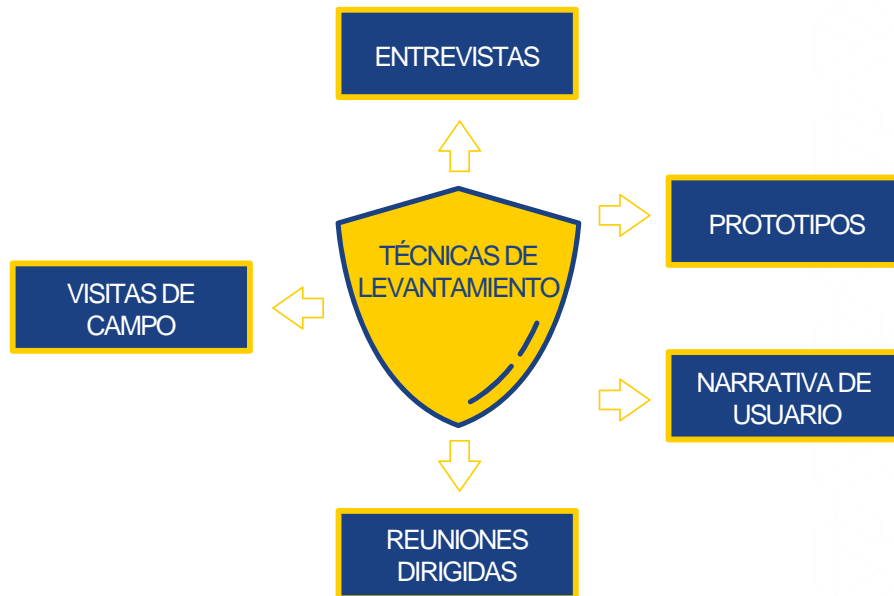 ENTREVISTAS
PROTOTIPOS
TÉCNICAS DE
LEVANTAMIENTO
VISITAS DE
CAMPO
NARRATIVA DE
USUARIO
REUNIONES
DIRIGIDAS